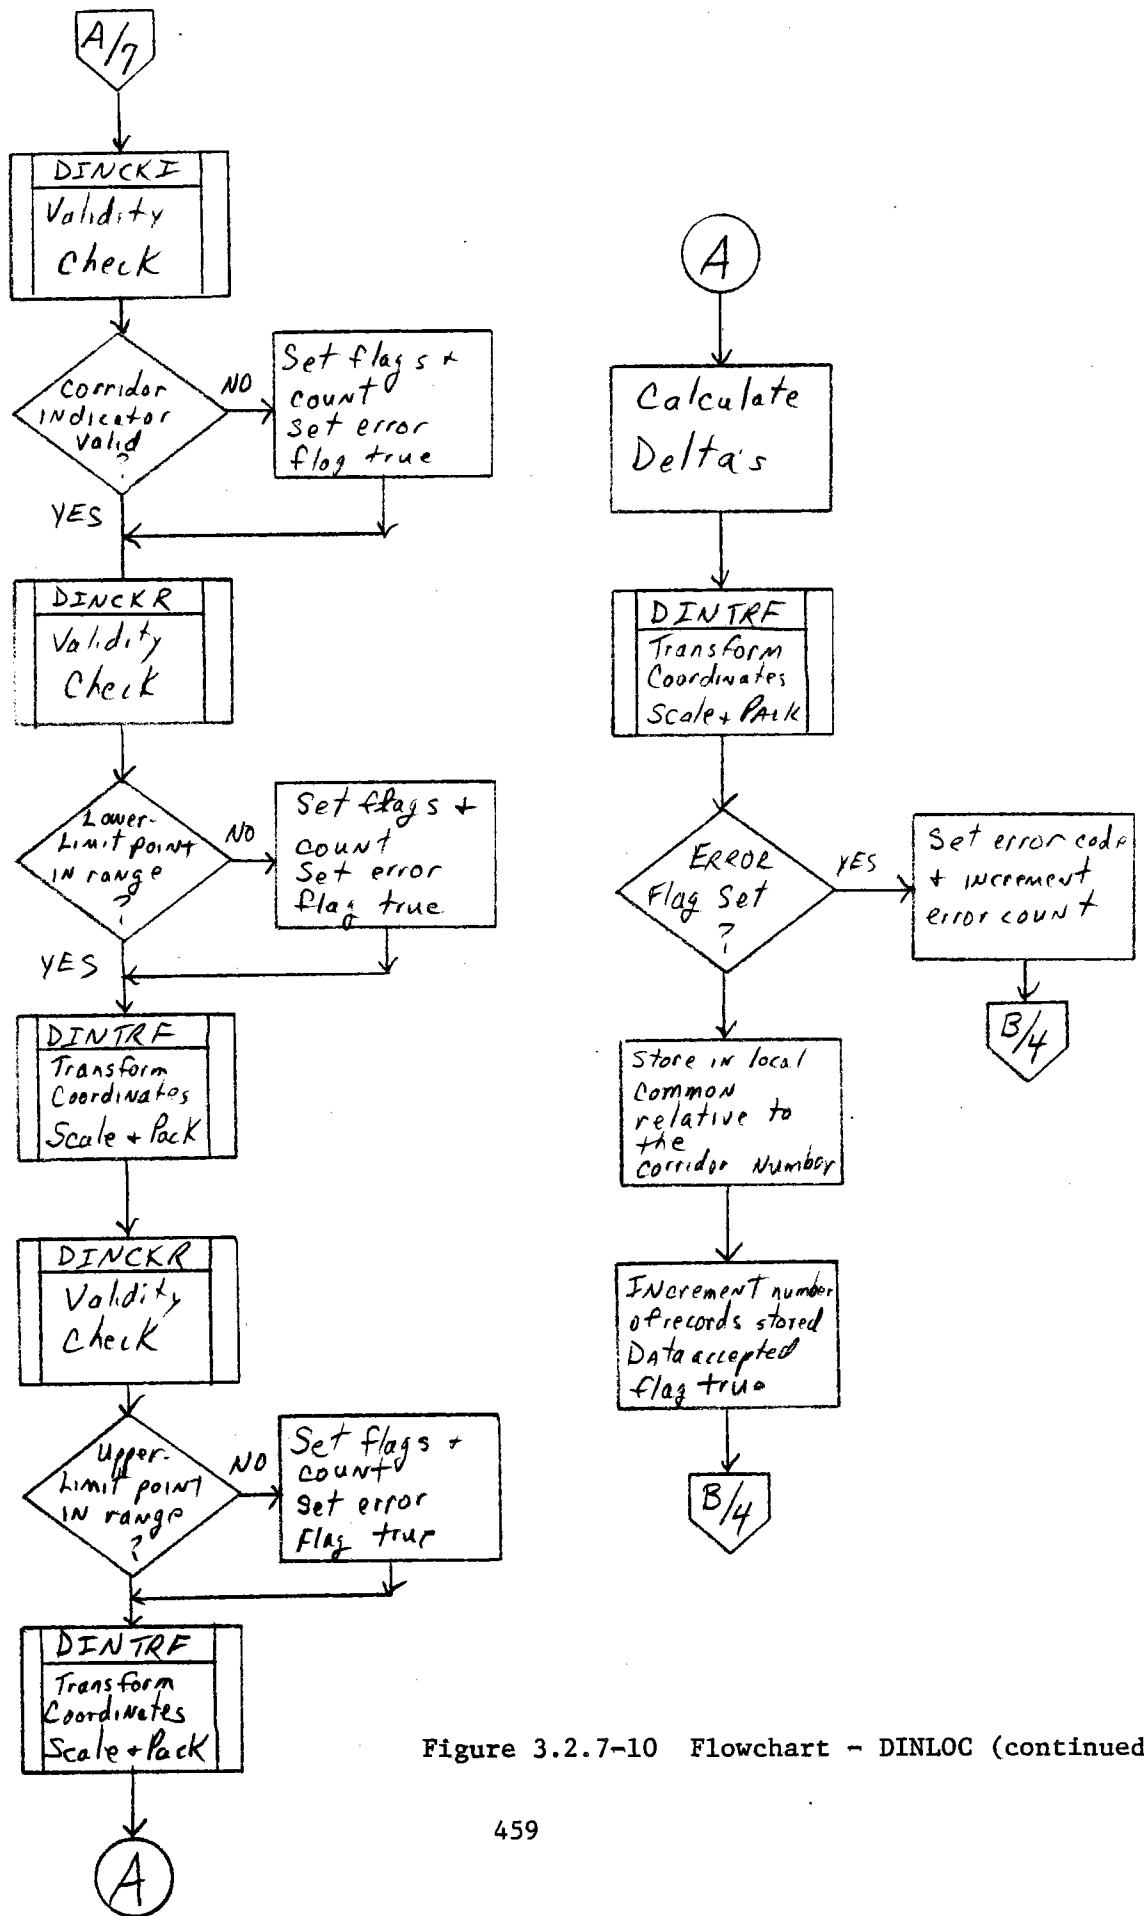 A/7
DINCKI
Validity
Check
Corridor
Indicator
Valid
?
NO
Set flags +
count
set error
flag true
YES
DINCKR
Validity
Check
Lower-
Limit point
IN range
?
NO
Set flags +
count
Set error
flag true
YES
DINTRF
Transform
Coordinates
Scale + Pack
DINCKR
Validity
Check
Upper-
Limit point
IN range
?
NO
Set flags +
count
set error
Flag true
DINTRF
Transform
Coordinates
Scale + Pack
A
A
Calculate
Delta's
DINTRF
Transform
Coordinates
Scale + Pack
ERROR
Flag Set
?
YES
Set error code
+ increment
error count
B/4
Store in local
Common
relative to
the
Corridor Number
Increment number
of records stored
Data accepted
flag true
B/4
Figure 3.2.7-10 Flowchart - DINLOC (continued
459